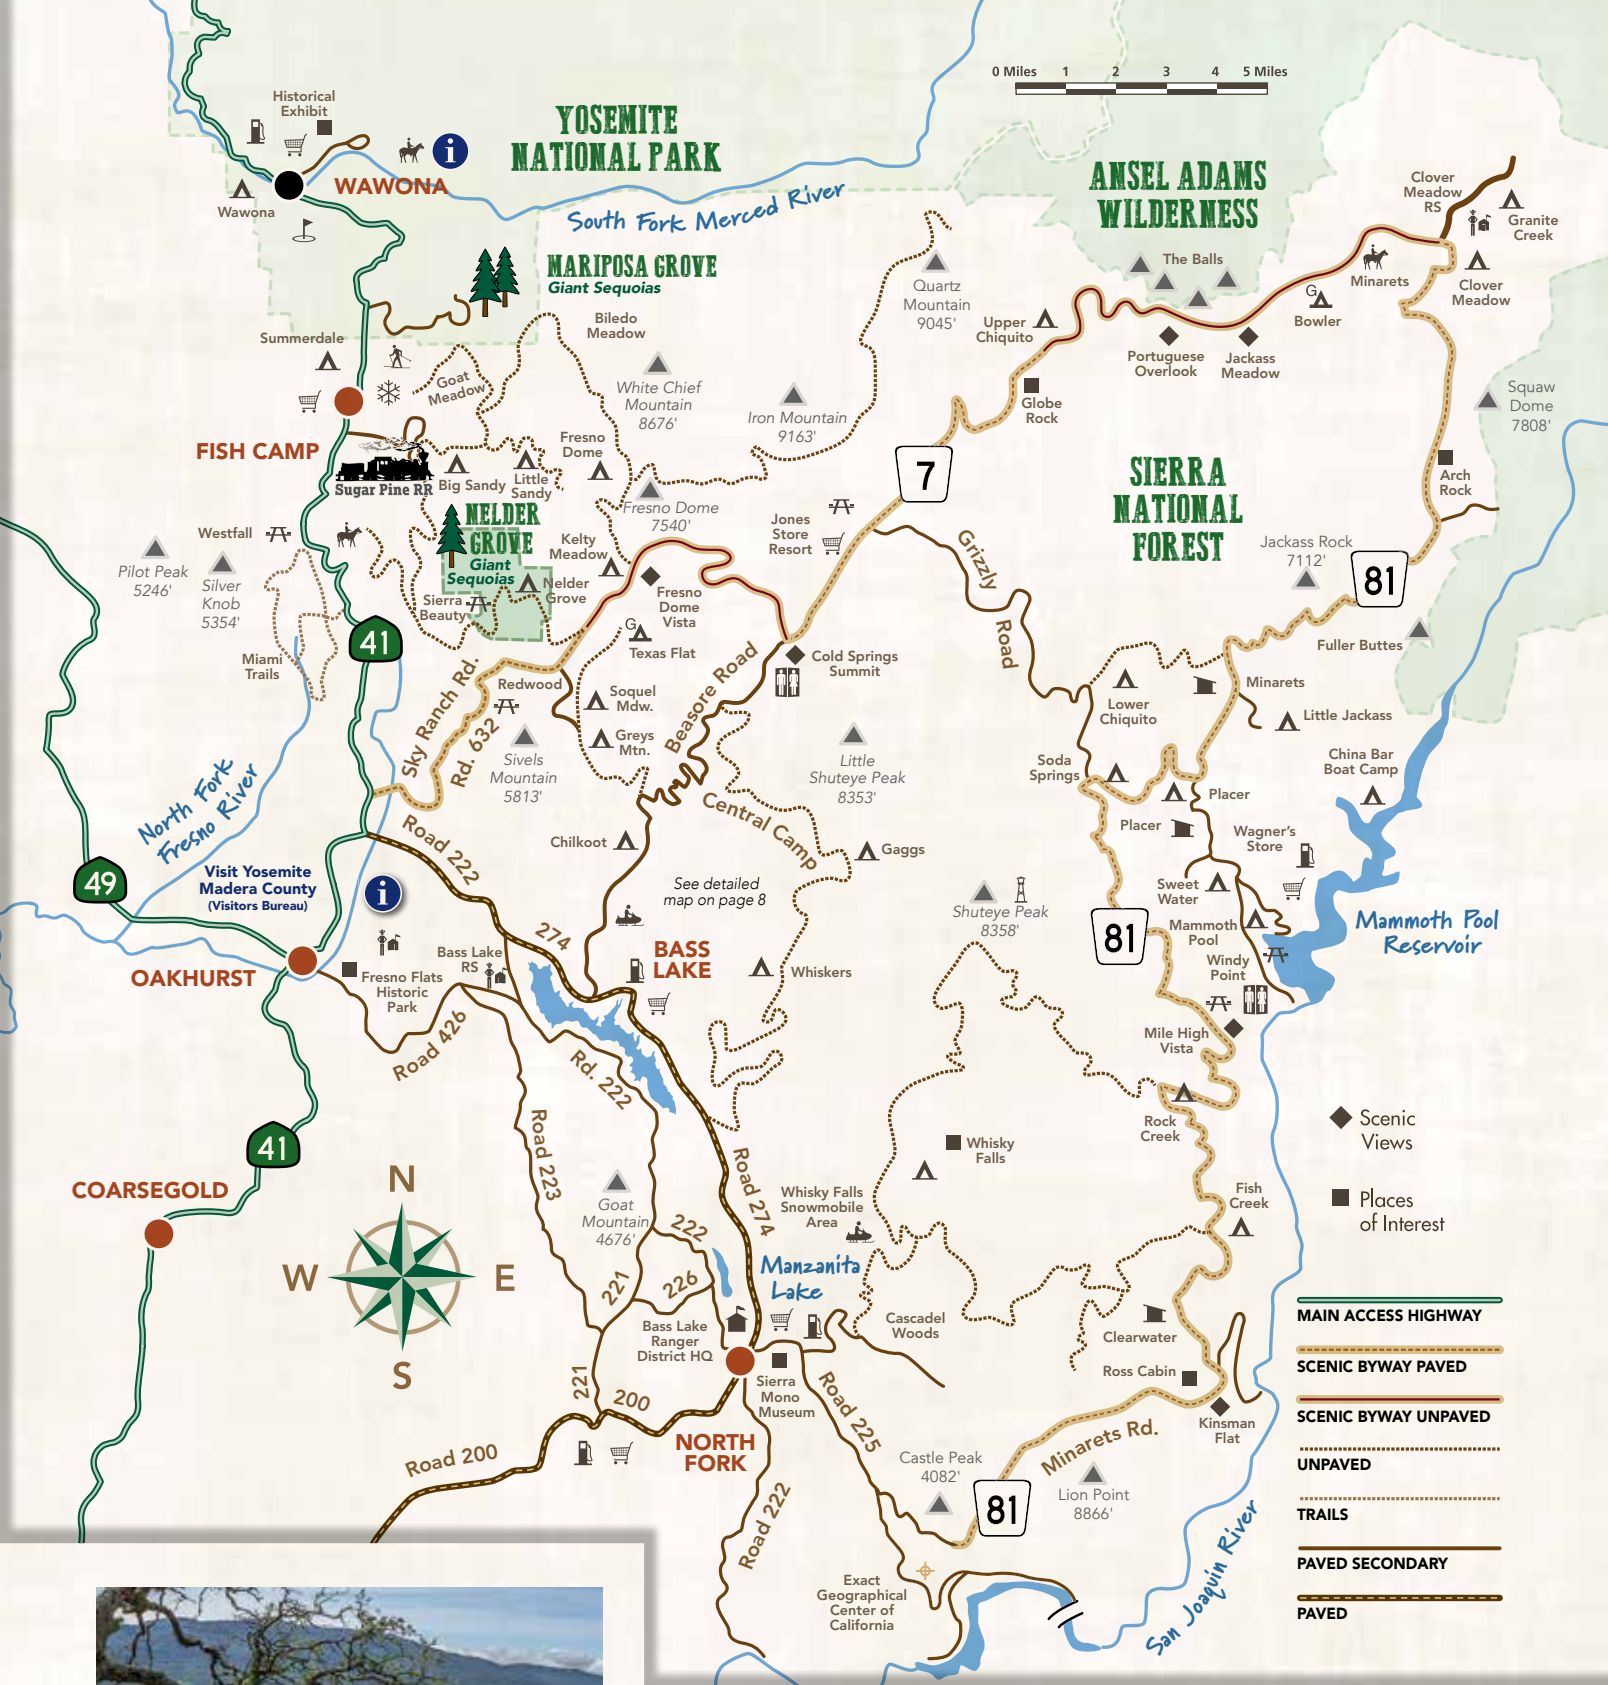 0 Miles 1 2 3 4 5 Miles
Historical
Exhibit
YOSEMITE
NATIONAL PARK
i
WAWONA
Wawona
South Fork Merced River
ANSEL ADAMS
WILDERNESS
Clover
Meadow
RS
Granite
Creek
The Balls
Minarets
Clover
Meadow
G
Bowler
MARIPOSA GROVE
Giant Sequoias
Quartz
Mountain
9045'
Upper
Chiquito
Portuguese
Overlook
Jackass
Meadow
Biledo
Meadow
Summerdale
Goat
Meadow
White Chief
Mountain
8676'
Iron Mountain
9163'
Globe
Rock
Squaw
Dome
7808'
FISH CAMP
Sugar Pine RR
Big Sandy
Little
Sandy
Fresno
Dome
7
SIERRA
NATIONAL
FOREST
Arch
Rock
Fresno Dome
7540'
NELDER
GROVE
Giant
Sequoias
Kelty
Meadow
Jones
Store
Resort
Westfall
Pilot Peak
5246'
Silver
Knob
5354'
Grizzly
Road
Jackass Rock
7112'
81
Nelder
Grove
Sierra
Beauty
Fresno
Dome
Vista
G
Texas Flat
41
Miami
Trails
Cold Springs
Summit
Fuller Buttes
Redwood
Soquel
Mdw.
Greys
Mtn.
Beasore Road
Sky Ranch Rd.
Rd. 632
Sivels
Mountain
5813'
Lower
Chiquito
Minarets
Little Jackass
Little
Shuteye Peak
8353'
Soda
Springs
China Bar
Boat Camp
Placer
Placer
North Fork
Fresno River
Central Camp
Road 222
Chilkoot
Gaggs
Wagner's
Store
49
Visit Yosemite
Madera County
(Visitors Bureau)
i
See detailed
map on page 8
Shuteye Peak
8358'
Sweet
Water
Mammoth
Pool
Mammoth Pool
Reservoir
81
274
BASS
LAKE
Bass Lake
RS
Whiskers
Windy
Point
OAKHURST
Fresno Flats
Historic
Park
Road 426
Rd. 222
Mile High
Vista
Rock
Creek
Scenic
Views
41
Road 223
Road 274
Whisky
Falls
COARSEGOLD
N
W
E
S
Goat
Mountain
4676'
Whisky Falls
Snowmobile
Area
Fish
Creek
Places
of Interest
222
221
226
Manzanita
Lake
Bass Lake
Ranger
District HQ
Cascadel
Woods
Clearwater
Ross Cabin
MAIN ACCESS HIGHWAY
SCENIC BYWAY PAVED
SCENIC BYWAY UNPAVED
UNPAVED
TRAILS
PAVED SECONDARY
PAVED
221
200
Sierra
Mono
Museum
Road 225
Kinsman
Flat
NORTH
FORK
Road 200
Minarets Rd.
Castle Peak
4082'
Lion Point
8866'
81
Road 222
Exact
Geographical
Center of
California
San Joaquin River